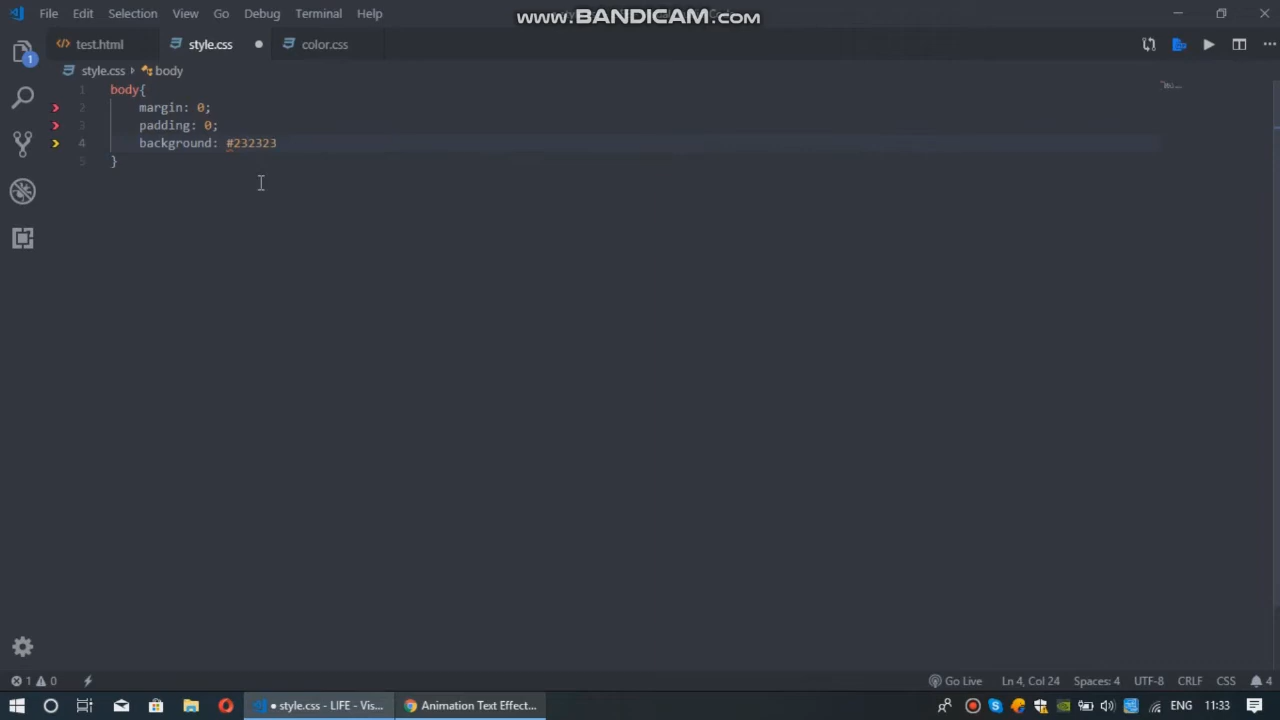 File Edit Selection View Go Debug Terminal Help
www.BANDICAM.com
test.html style.css color.css
1
style.css body
1 body{
2 margin: 0;
3 padding: 0;
4 background: #232323
5 }
1 0 Go Live Ln 4, Col 24 Spaces: 4 UTF-8 CRLF CSS 4
style.css - LIFE - Vis... Animation Text Effect... ENG 11:33